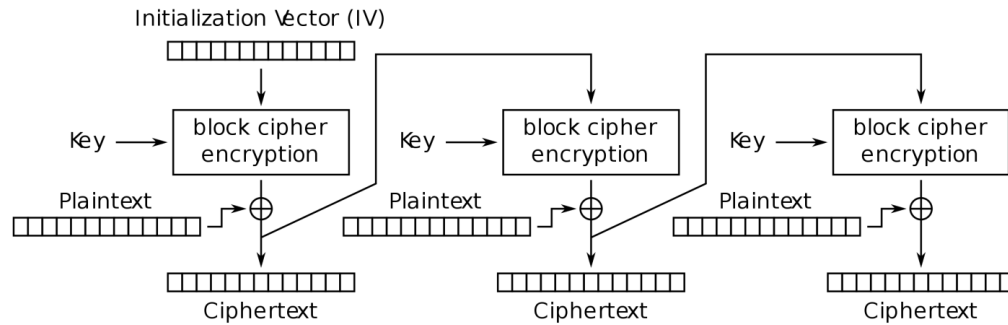 Initialization Vector (IV)
Key
block cipher
encryption
Plaintext
Ciphertext
Key
block cipher
encryption
Plaintext
Ciphertext
Key
block cipher
encryption
Plaintext
Ciphertext